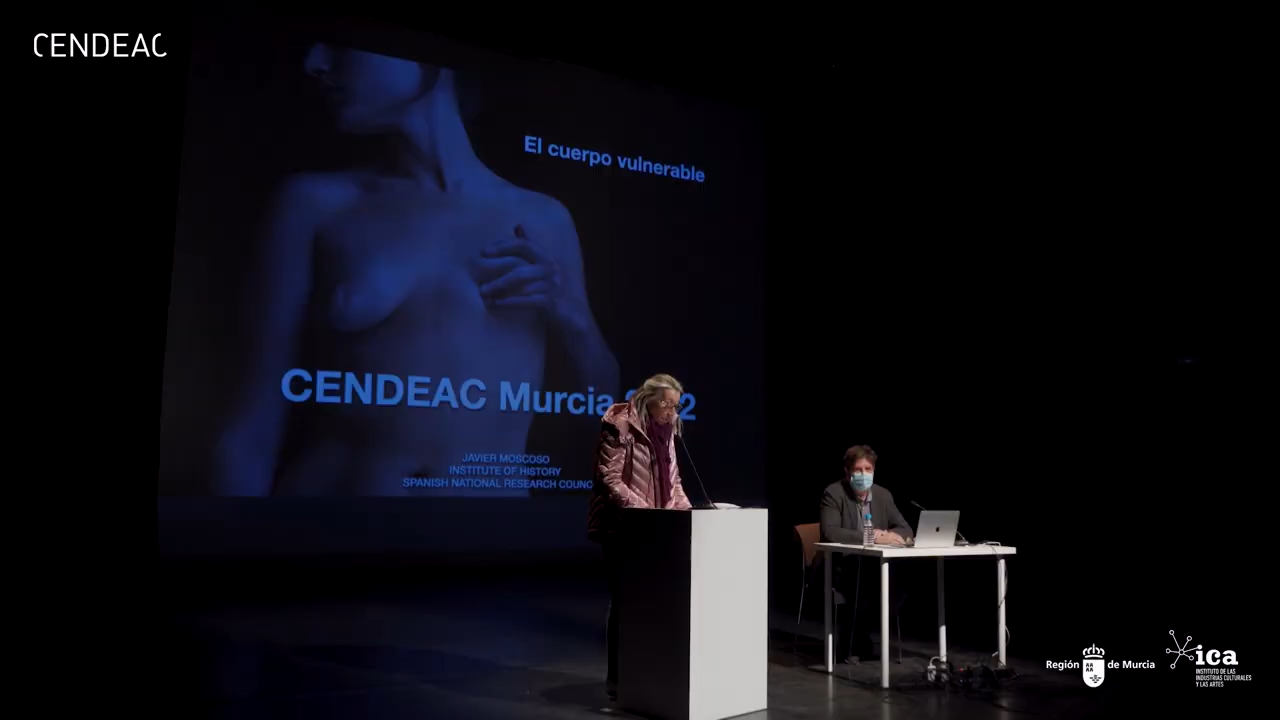 CENDEAC
El cuerpo vulnerable
CENDEAC Murcia 2
JAVIER MOSCOSO
INSTITUTE OF HISTORY
SPANISH NATIONAL RESEARCH COUNC
Región de Murcia
ica
INSTITUTO DE LAS
INDUSTRIAS CULTURALES
Y LAS ARTES